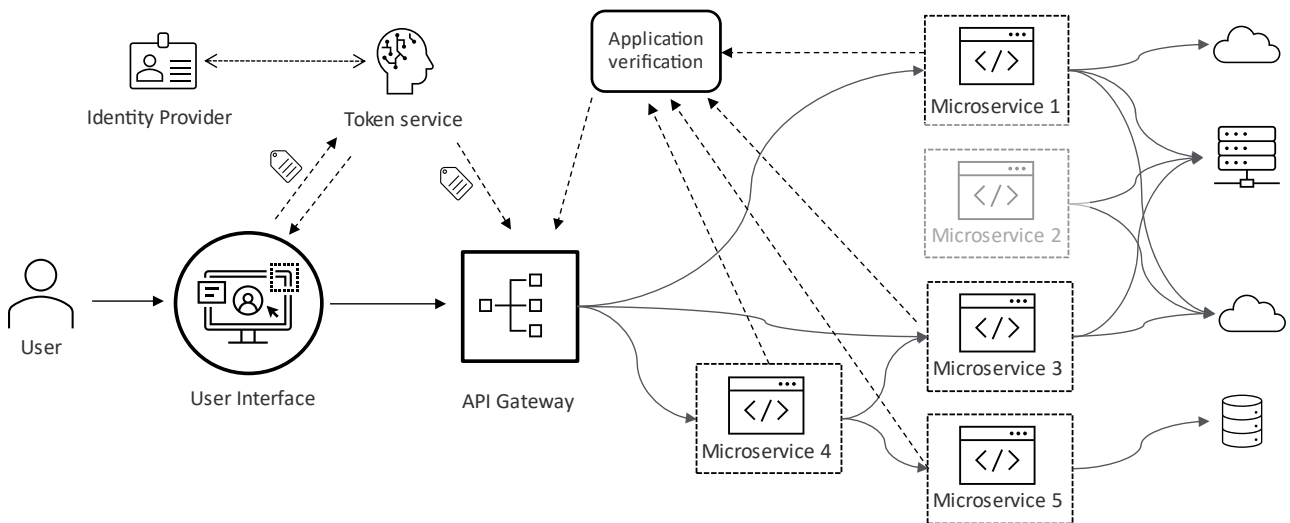 Application
verification
Microservice 1
Identity Provider
Token service
Microservice 2
User
User Interface
API Gateway
Microservice 3
Microservice 4
Microservice 5